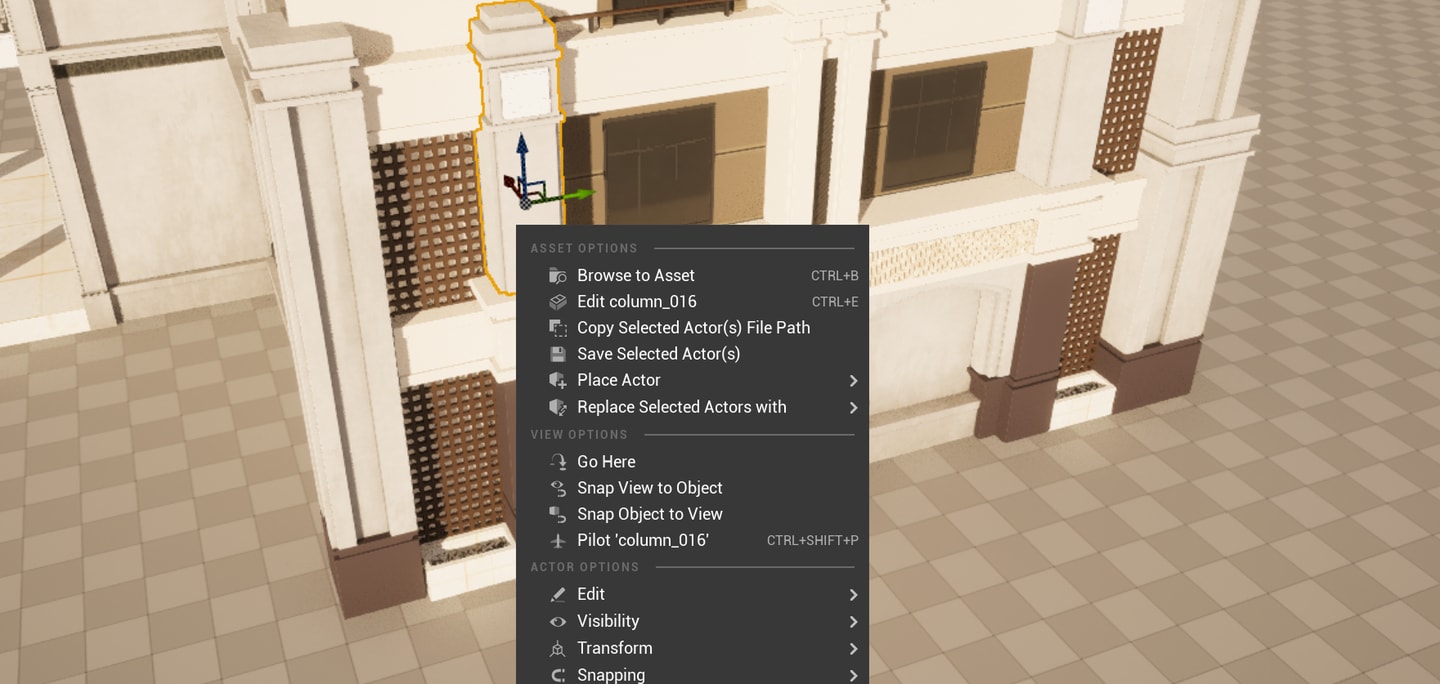 ASSET OPTIONS
Browse to Asset CTRL+B
Edit column_016 CTRL+E
Copy Selected Actor(s) File Path
Save Selected Actor(s)
Place Actor
Replace Selected Actors with
VIEW OPTIONS
Go Here
Snap View to Object
Snap Object to View
Pilot 'column_016' CTRL+SHIFT+P
ACTOR OPTIONS
Edit
Visibility
Transform
Snapping